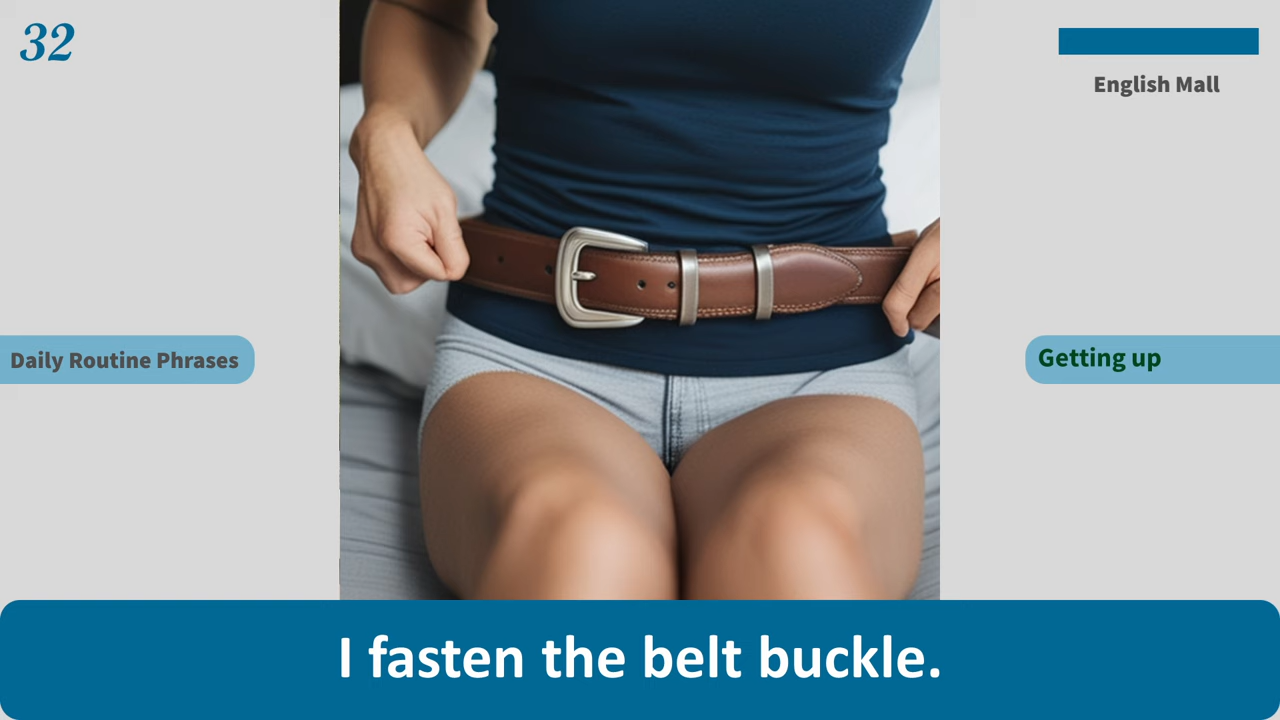 32
English Mall
Daily Routine Phrases
Getting up
I fasten the belt buckle.